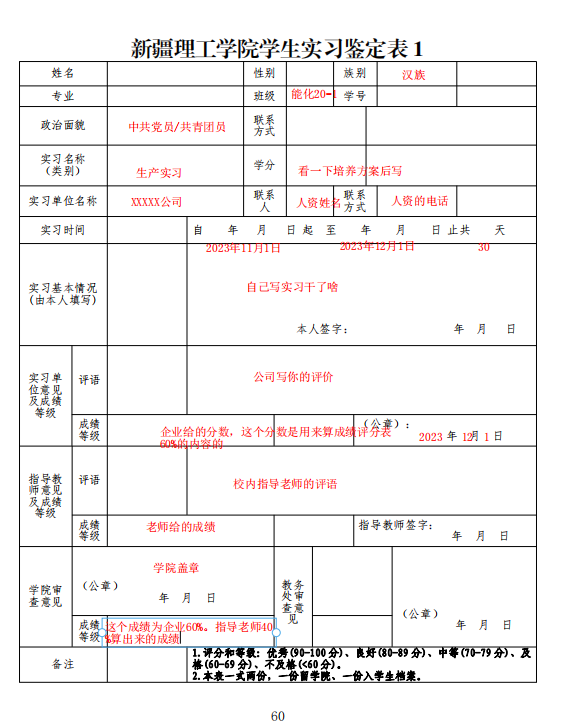 新疆理工学院学生实习鉴定表 1
姓名 性别 族别 汉族
专业 班级 能化20-1 学号
政治面貌 中共党员/共青团员 联系
方式
实习名称
（类别） 生产实习 学分 看一下培养方案后写
实习单位名称 XXXXX公司 联系
人 人资姓名 联系
方式 人资的电话
实习时间 自 年 月 日 起 至 年 月 日 止共 天
2023年11月1日 2023年12月1日 30
实习基本情况
(由本人填写) 自己写实习干了啥
本人签字： 年 月 日
实习单
位意见
及成绩
等级 评语 公司写你的评价
成绩
等级 企业给的分数，这个分数是用来算成绩评分表
60%的内容的
（公章）：
2023 年 12月 1 日
指导教
师意见
及成绩
等级 评语 校内指导老师的评语
成绩
等级 老师给的成绩 指导教师签字：
年 月 日
学院审
查意见 学院盖章
（公章）
年 月 日
教务
处审
查意
见
（公章）
年 月 日
成绩
等级 这个成绩为企业60%。指导老师40
%算出来的成绩
备注 1.评分和等级：优秀(90-100分)、良好(80-89分)、中等(70-79分)、及
格(60-69分)、不及格(<60分)。
2.本表一式两份，一份留学院、一份入学生档案。
60